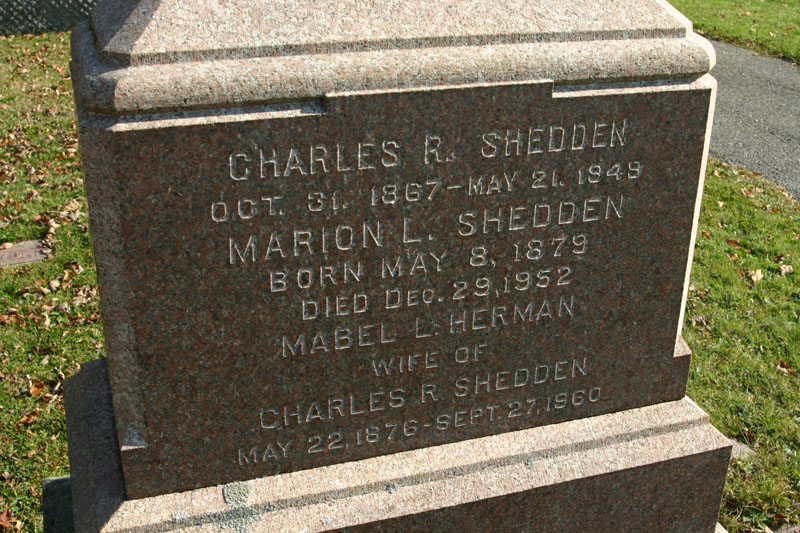 CHARLES R. SHEDDEN
OCT. 31. 1867-MAY 21. 1949
MARION L. SHEDDEN
BORN MAY 8, 1879
DIED DEC. 29, 1952
MABEL L. HERMAN
WIFE OF
CHARLES R. SHEDDEN
MAY 22, 1876-SEPT. 27, 1960